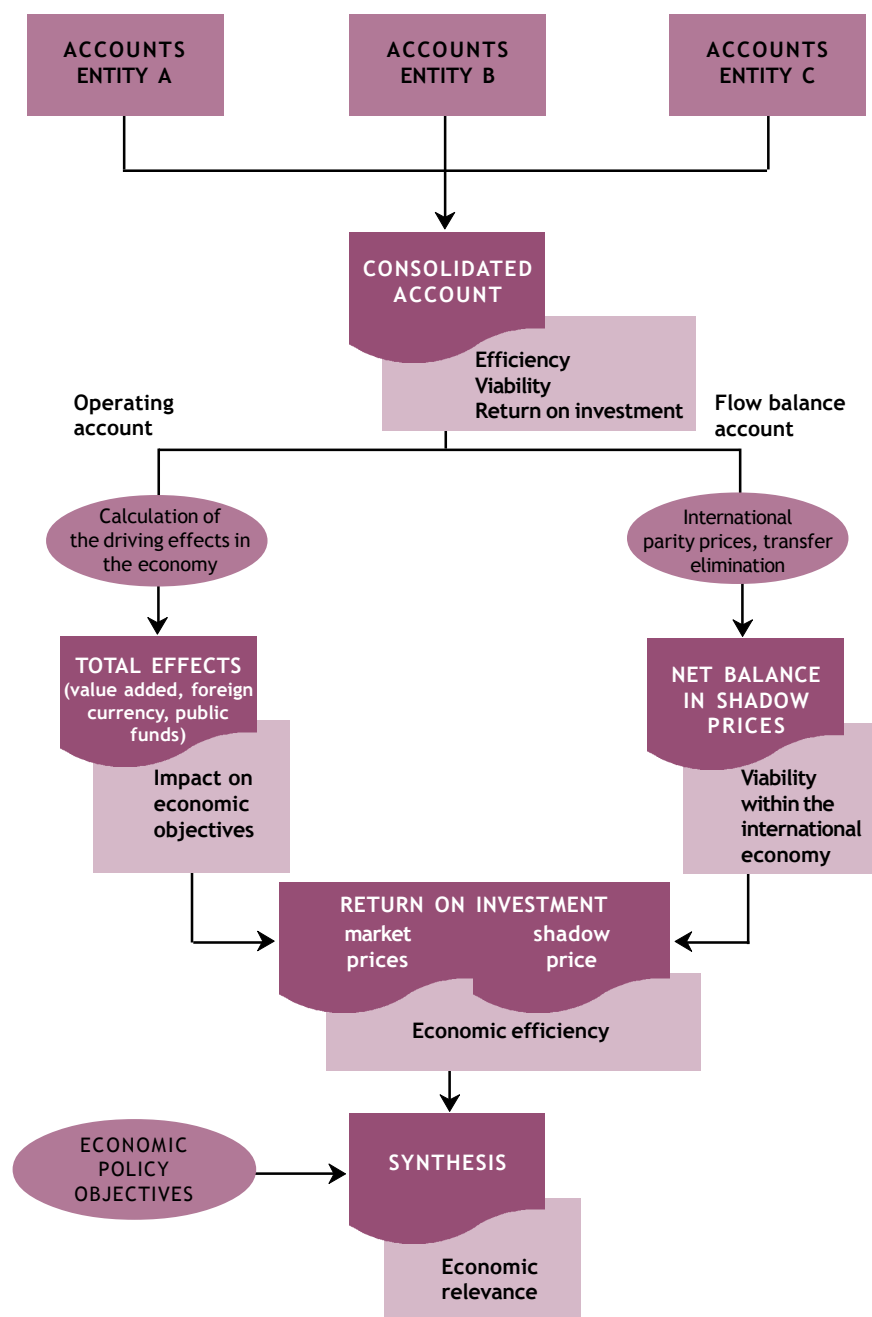 ACCOUNTS
ENTITY A
ACCOUNTS
ENTITY B
ACCOUNTS
ENTITY C
CONSOLIDATED
ACCOUNT
Efficiency
Viability
Return on investment
Operating
account
Flow balance
account
Calculation of
the driving effects in
the economy
International
parity prices, transfer
elimination
TOTAL EFFECTS
(value added, foreign
currency, public
funds)
NET BALANCE
IN SHADOW
PRICES
Impact on
economic
objectives
Viability
within the
international
economy
RETURN ON INVESTMENT
market
prices
shadow
price
Economic efficiency
ECONOMIC
POLICY
OBJECTIVES
SYNTHESIS
Economic
relevance